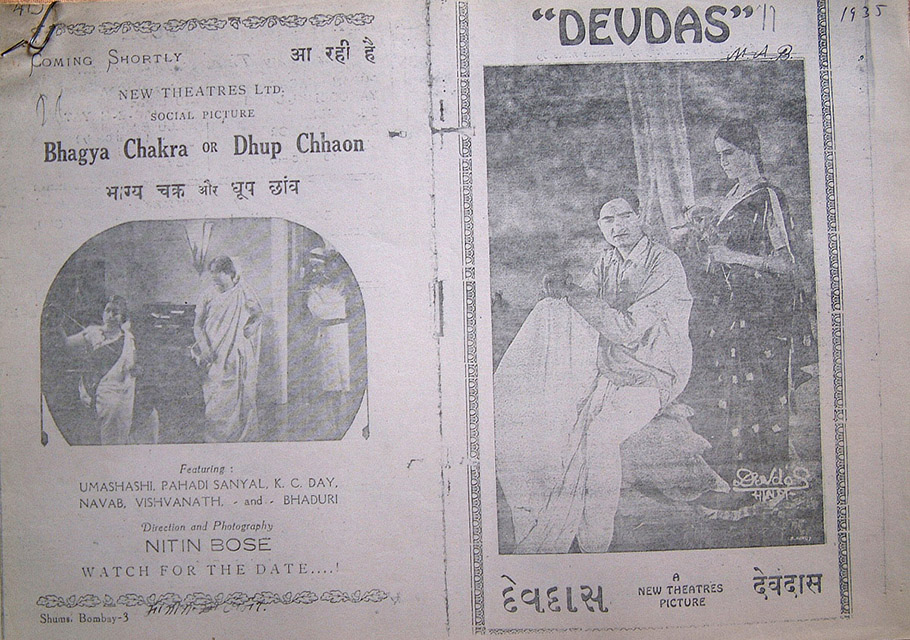 COMING SHORTLY आ रही है
NEW THEATRES LTD.
SOCIAL PICTURE
Bhagya Chakra OR Dhup Chhaon
भाग्य चक्र और धूप छांव
Featuring :
UMASHASHI, PAHADI SANYAL, K. C. DAY,
NAVAB, VISHVANATH, - and - BHADURI
Direction and Photography
NITIN BOSE
WATCH FOR THE DATE....!
Shums, Bombay-3
"DEVDAS"
1935
Devdas
દેવદાસ
A
NEW THEATRES
PICTURE
देवदास